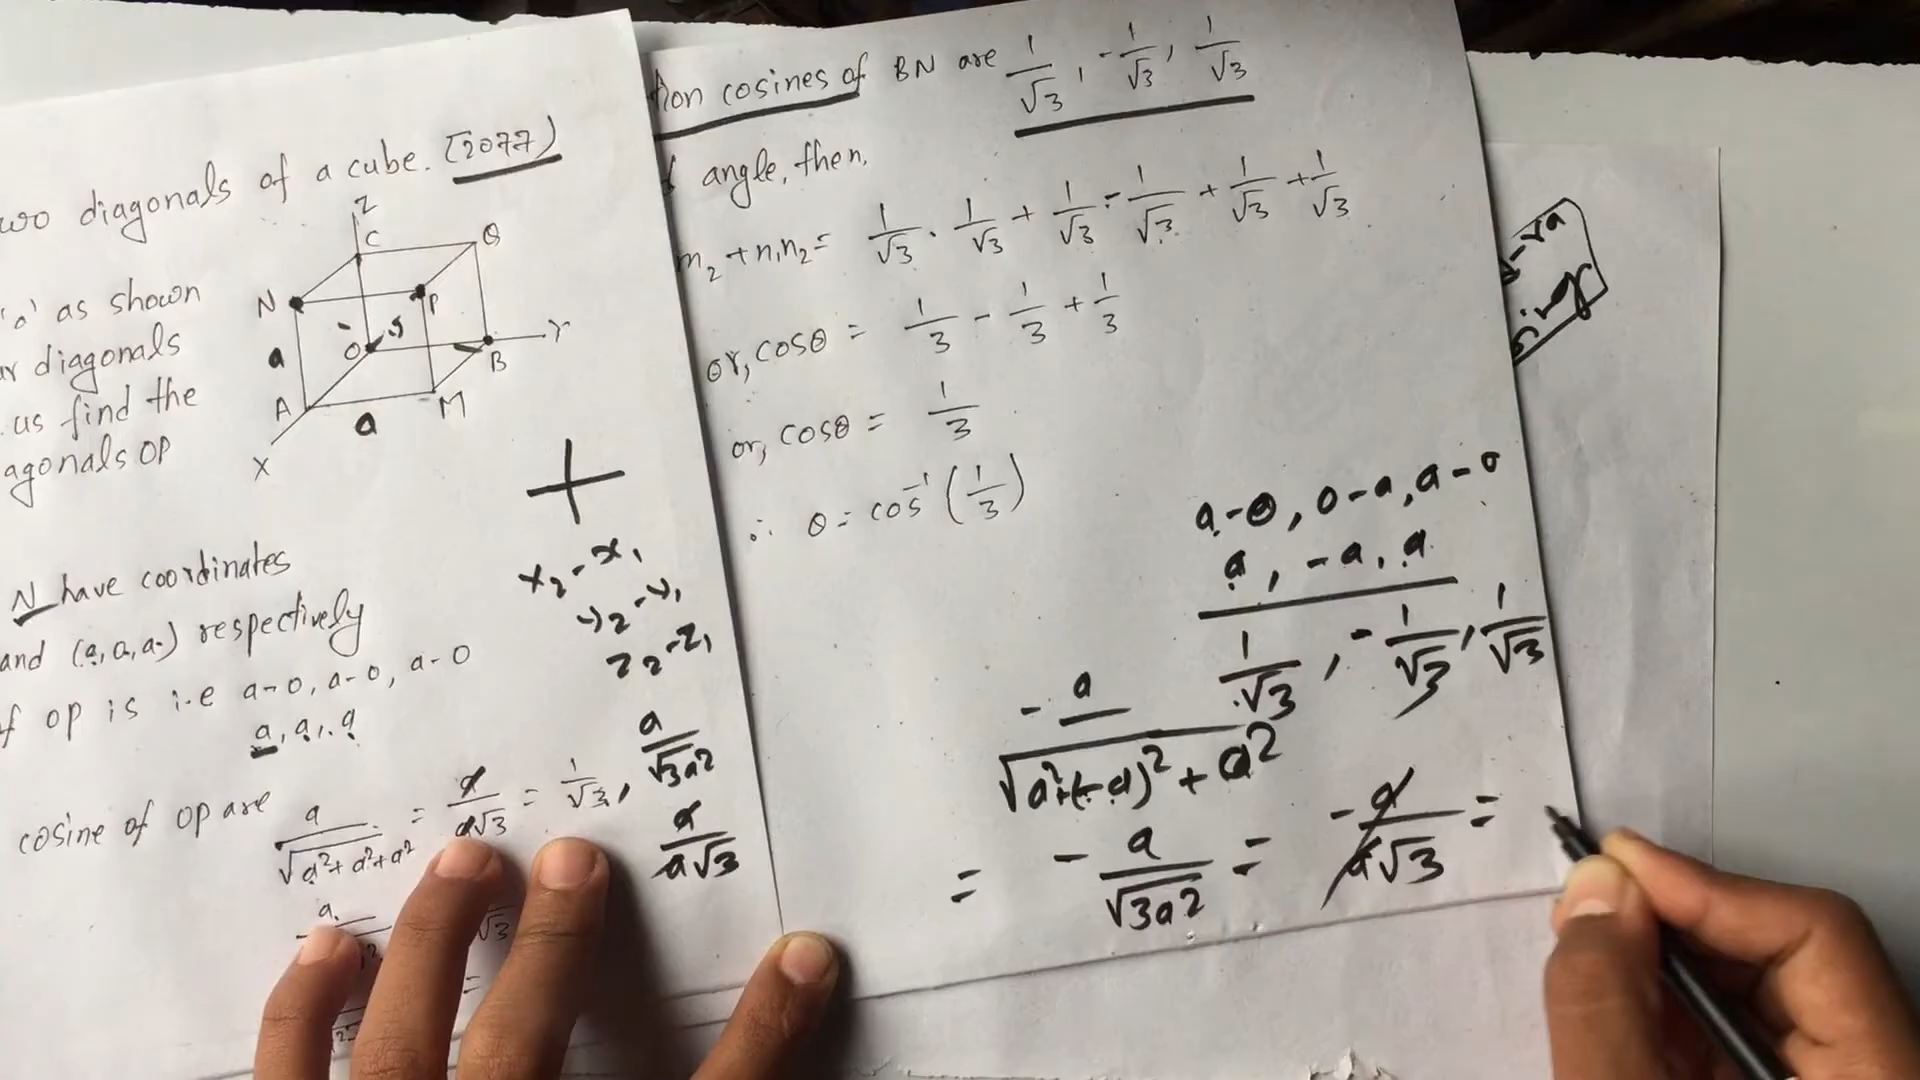 two diagonals of a cube. [2077)
Z
C
Q
N
P
O
S
a
B
Y
A
M
a
X
'a' as shown
diagonals
us find the
agonals OP
N have coordinates
and (a,a,a) respectively
f op is i.e a-0, a-0, a-0
a, a, a
cosine of op are a/√a²+a²+a² = a/a√3 = 1/√3,
a
√3
=
x₂-x₁
y₂-y₁
z₂-z₁
a/√3a²
a/a√3
tion cosines of BN are 1/√3, -1/√3, 1/√3
angle, then,
m₂+n₁n₂= 1/√3 . 1/√3 + 1/√3 . -1/√3 + 1/√3 + 1/√3
or, cosθ = 1/3 - 1/3 + 1/3
or, cosθ = 1/3
∴ θ = cos⁻¹ (1/3)
a-0, 0-a, a-0
a, -a, a
1/√3, -1/√3, 1/√3
-a/√a²+(-a)²+a²
= -a/√3a² = -a/a√3 =